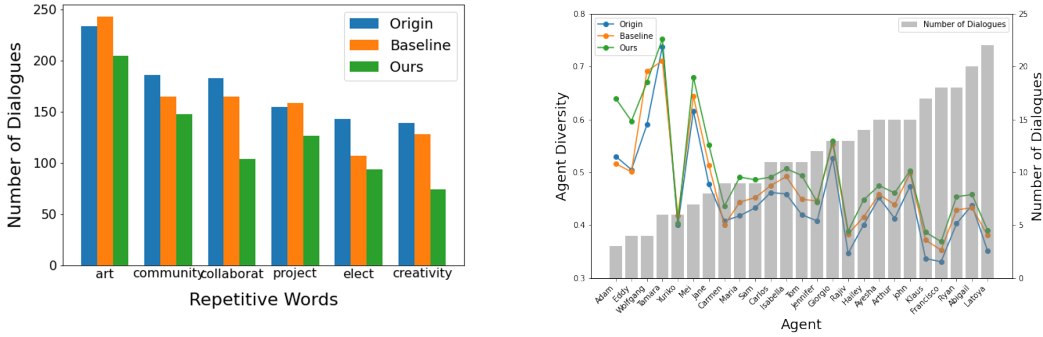 250
200
150
100
50
0
Number of Dialogues
Origin
Baseline
Ours
art
community
collaborat
project
elect
creativity
Repetitive Words
0.8
0.7
0.6
0.5
0.4
0.3
Agent Diversity
Origin
Baseline
Ours
Number of Dialogues
25
20
15
10
5
0
Number of Dialogues
Adam
Eddy
Wolfgang
Tamara
Yuriko
Mei
Jane
Carmen
Maria
Sam
Carlos
Isabella
Tom
Jennifer
Giorgio
Rajiv
Hailey
Ayesha
Arthur
John
Klaus
Francisco
Ryan
Abigail
Latoya
Agent